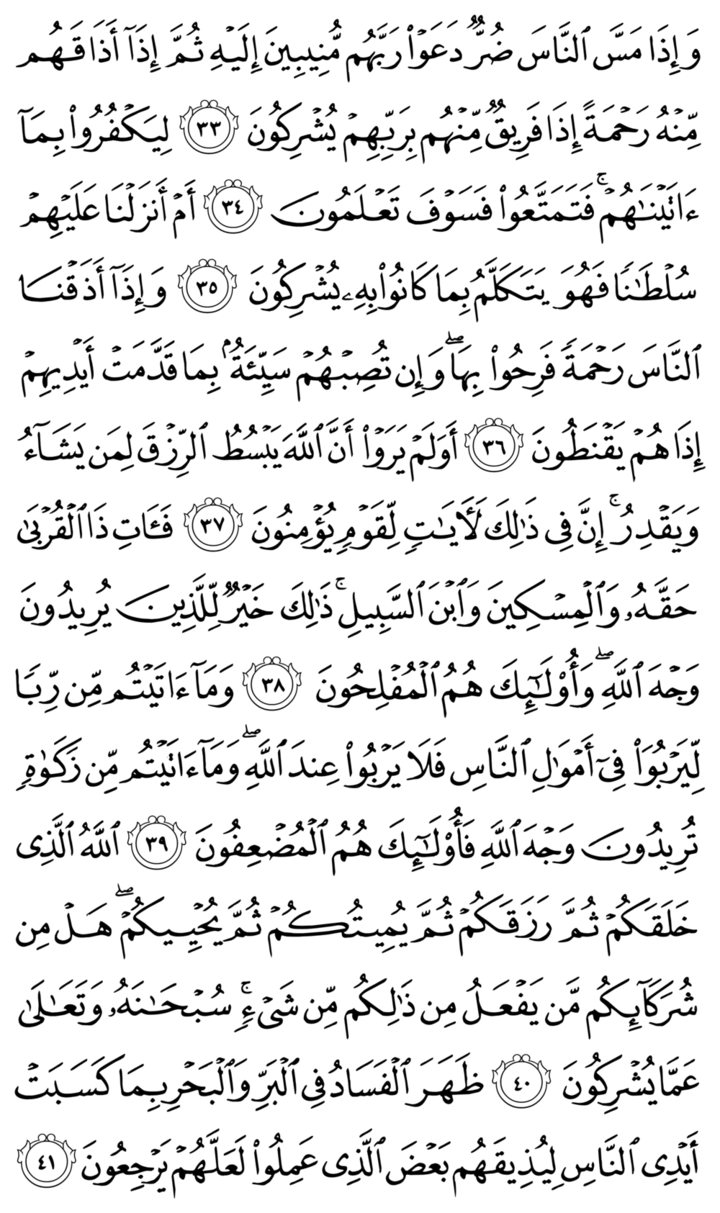 وَإِذَا مَسَّ ٱلنَّاسَ ضُرٌّ دَعَوْا۟ رَبَّهُم مُّنِيبِينَ إِلَيْهِ ثُمَّ إِذَآ أَذَاقَهُم
مِّنْهُ رَحْمَةً إِذَا فَرِيقٌ مِّنْهُم بِرَبِّهِمْ يُشْرِكُونَ ٣٣ لِيَكْفُرُوا۟ بِمَآ
ءَاتَيْنَٰهُمْ ۚ فَتَمَتَّعُوا۟ فَسَوْفَ تَعْلَمُونَ ٣٤ أَمْ أَنزَلْنَا عَلَيْهِمْ
سُلْطَٰنًا فَهُوَ يَتَكَلَّمُ بِمَا كَانُوا۟ بِهِۦ يُشْرِكُونَ ٣٥ وَإِذَآ أَذَقْنَا
ٱلنَّاسَ رَحْمَةً فَرِحُوا۟ بِهَا ۖ وَإِن تُصِبْهُمْ سَيِّئَةٌۢ بِمَا قَدَّمَتْ أَيْدِيهِمْ
إِذَا هُمْ يَقْنَطُونَ ٣٦ أَوَلَمْ يَرَوْا۟ أَنَّ ٱللَّهَ يَبْسُطُ ٱلرِّزْقَ لِمَن يَشَآءُ
وَيَقْدِرُ ۚ إِنَّ فِى ذَٰلِكَ لَءَايَٰتٍ لِّقَوْمٍ يُؤْمِنُونَ ٣٧ فَـَٔاتِ ذَا ٱلْقُرْبَىٰ
حَقَّهُۥ وَٱلْمِسْكِينَ وَٱبْنَ ٱلسَّبِيلِ ۚ ذَٰلِكَ خَيْرٌ لِّلَّذِينَ يُرِيدُونَ
وَجْهَ ٱللَّهِ ۖ وَأُو۟لَٰٓئِكَ هُمُ ٱلْمُفْلِحُونَ ٣٨ وَمَآ ءَاتَيْتُم مِّن رِّبًا
لِّيَرْبُوَا۟ فِىٓ أَمْوَٰلِ ٱلنَّاسِ فَلَا يَرْبُوا۟ عِندَ ٱللَّهِ ۖ وَمَآ ءَاتَيْتُم مِّن زَكَوٰةٍ
تُرِيدُونَ وَجْهَ ٱللَّهِ فَأُو۟لَٰٓئِكَ هُمُ ٱلْمُضْعِفُونَ ٣٩ ٱللَّهُ ٱلَّذِى
خَلَقَكُمْ ثُمَّ رَزَقَكُمْ ثُمَّ يُمِيتُكُمْ ثُمَّ يُحْيِيكُمْ ۖ هَلْ مِن
شُرَكَآئِكُم مَّن يَفْعَلُ مِن ذَٰلِكُم مِّن شَىْءٍ ۚ سُبْحَٰنَهُۥ وَتَعَٰلَىٰ
عَمَّا يُشْرِكُونَ ٤٠ ظَهَرَ ٱلْفَسَادُ فِى ٱلْبَرِّ وَٱلْبَحْرِ بِمَا كَسَبَتْ
أَيْدِى ٱلنَّاسِ لِيُذِيقَهُم بَعْضَ ٱلَّذِى عَمِلُوا۟ لَعَلَّهُمْ يَرْجِعُونَ ٤١